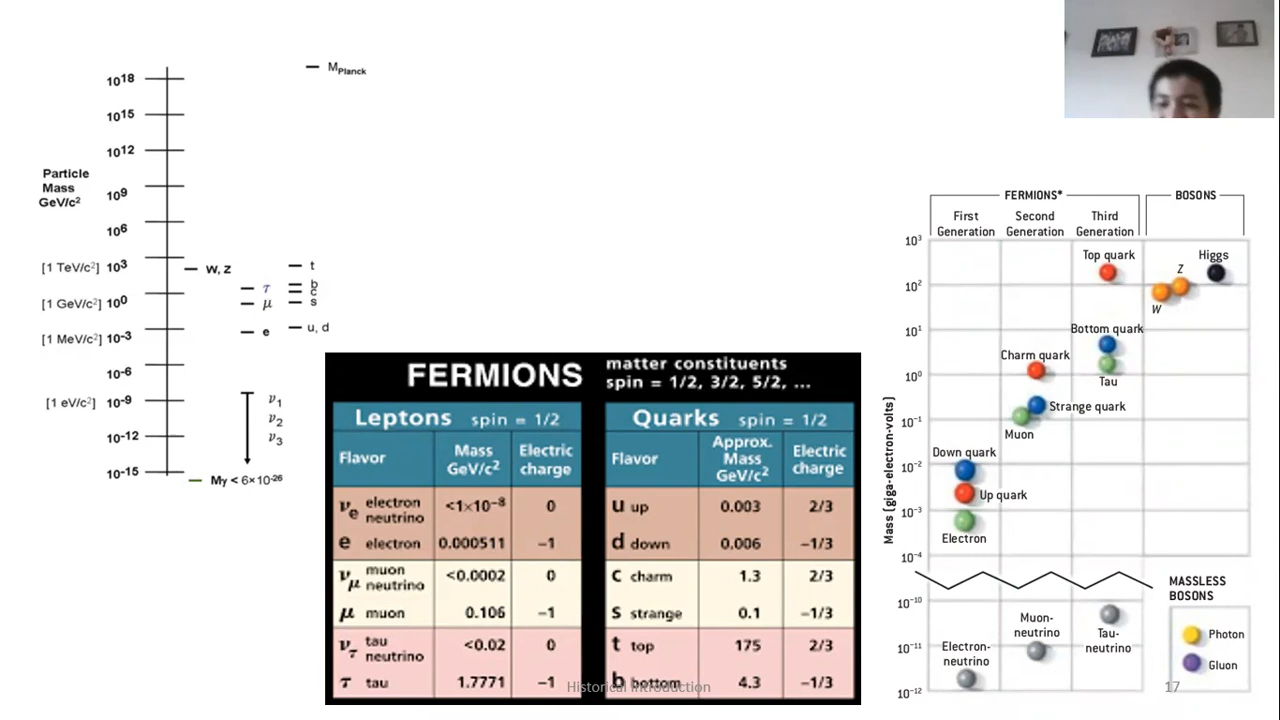 M Planck
10^18
10^15
10^12
Particle
Mass
GeV/c²
10^9
10^6
[1 TeV/c²] 10^3
W, Z
t
τ
b
c
[1 GeV/c²] 10^0
μ
s
[1 MeV/c²] 10^-3
e
u, d
10^-6
[1 eV/c²] 10^-9
ν1
ν2
ν3
10^-12
10^-15
Mγ < 6×10^-26
FERMIONS
matter constituents
spin = 1/2, 3/2, 5/2, ...
Leptons spin = 1/2
Flavor
Mass
GeV/c²
Electric
charge
νe electron
neutrino
<1×10^-8 0
e electron 0.000511 -1
νμ muon
neutrino
<0.0002 0
μ muon 0.106 -1
ντ tau
neutrino
<0.02 0
τ tau 1.7771 -1
Quarks spin = 1/2
Flavor
Approx.
Mass
GeV/c²
Electric
charge
u up 0.003 2/3
d down 0.006 -1/3
c charm 1.3 2/3
s strange 0.1 -1/3
t top 175 2/3
b bottom 4.3 -1/3
Historical Introduction
17
FERMIONS*
BOSONS
First
Generation
Second
Generation
Third
Generation
Mass (giga-electron-volts)
10^3
Top quark
Higgs
Z
10^2
W
10^1
Bottom quark
Charm quark
10^0
Tau
Strange quark
10^-1
Muon
Down quark
10^-2
Up quark
10^-3
Electron
10^-4
MASSLESS
BOSONS
10^-10
Muon-
neutrino
Tau-
neutrino
Photon
10^-11
Electron-
neutrino
Gluon
10^-12